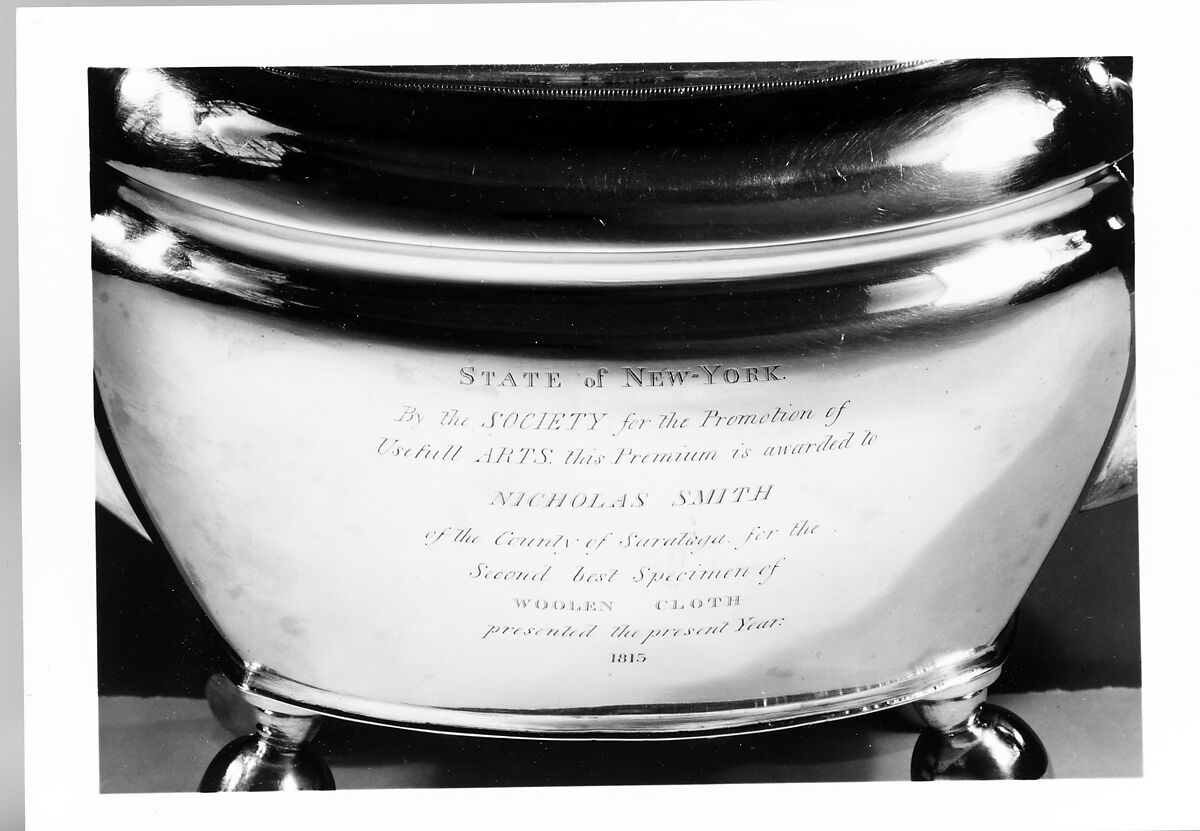 STATE of NEW-YORK.
By the SOCIETY for the Promotion of
Usefull ARTS. this Premium is awarded to
NICHOLAS SMITH
of the County of Saratoga. for the
Second best Specimen of
WOOLEN CLOTH
presented the present Year:
1813